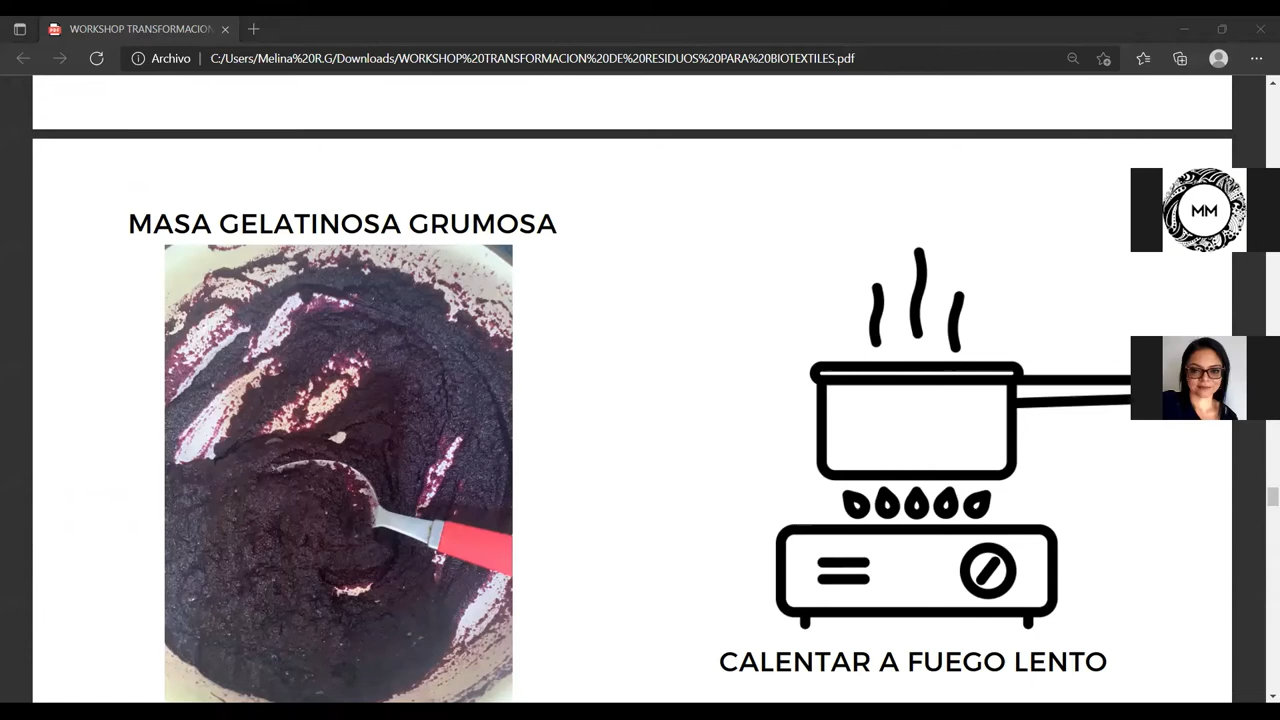 WORKSHOP TRANSFORMACION
Archivo
C:/Users/Melina%20R.G/Downloads/WORKSHOP%20TRANSFORMACION%20DE%20RESIDUOS%20PARA%20BIOTEXTILES.pdf
MASA GELATINOSA GRUMOSA
MM
CALENTAR A FUEGO LENTO